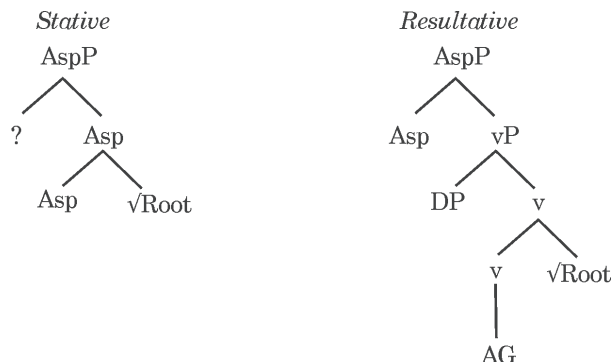 Stative Resultative
AspP AspP
? Asp Asp vP
Asp √Root DP v
v √Root
AG